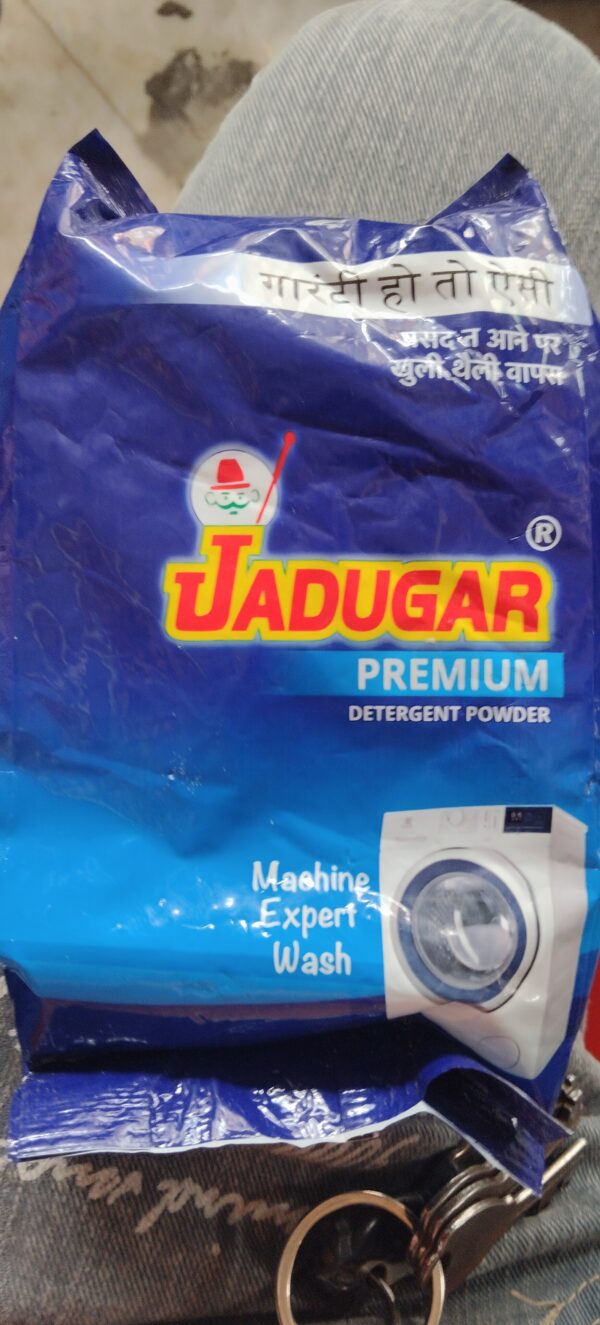 गारंटी हो तो ऐसी
पसंद न आने पर
खुली थैली वापस
®
JADUGAR
PREMIUM
DETERGENT POWDER
Machine
Expert
Wash